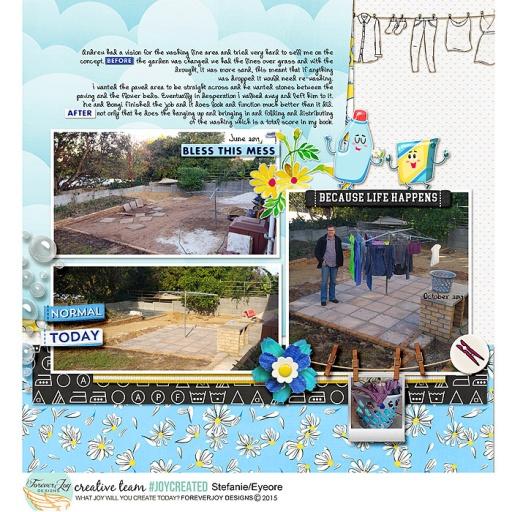 Andrew had a vision for the washing line area and tried very hard to sell me on the
concept. BEFORE the garden was changed we had the lines over grass and with the
drought, it was more sand, this meant that if anything
was dropped it would need re-washing.
I wanted the paved area to be straight across and he wanted stones between the
paving and the flower beds. Eventually in desperation I walked away and left him to it.
He and Bongi finished the job and it does look and function much better than it did.
AFTER not only that he does the hanging up and bringing in and folding and distributing
of the washing which is a total score in my book.
June 2014
BLESS THIS MESS
BECAUSE LIFE HAPPENS
October 2014
NORMAL
TODAY
A P F
ForeverJoy
DESIGNS
creative team #JOYCREATED Stefanie/Eyeore
WHAT JOY WILL YOU CREATE TODAY? FOREVERJOY DESIGNS © 2015